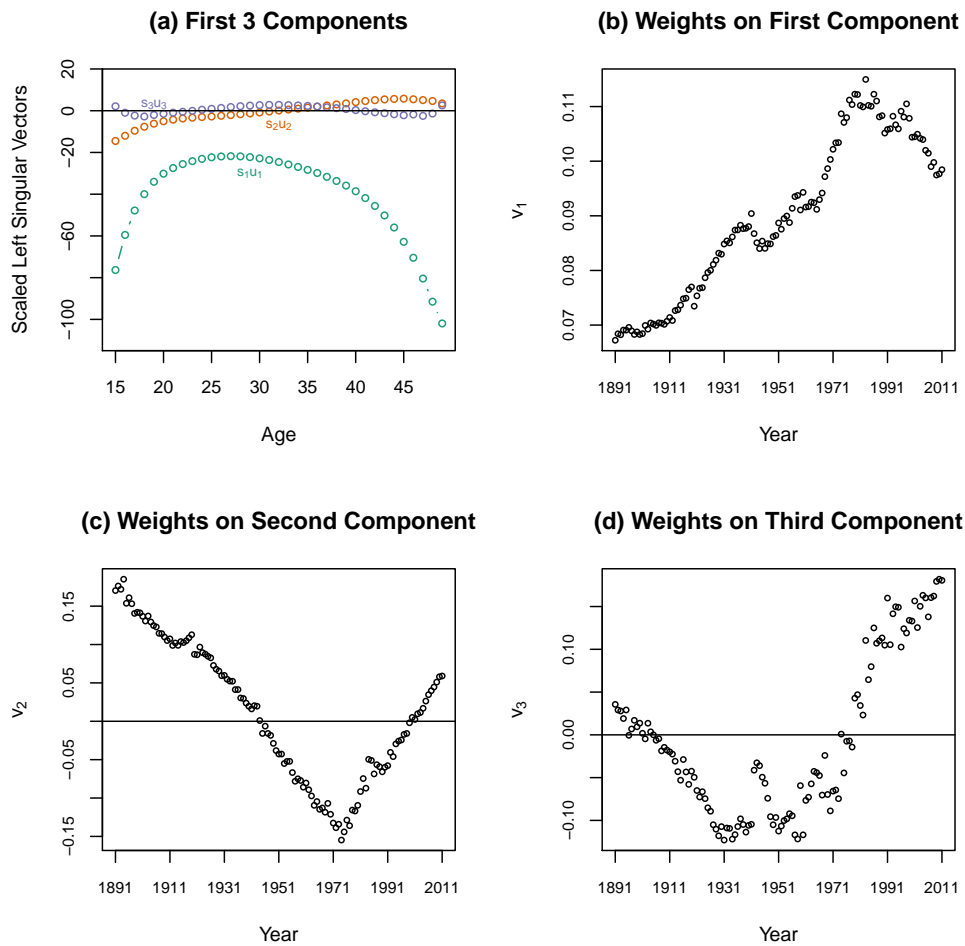 (a) First 3 Components
Scaled Left Singular Vectors
20
0
−20
−60
−100
s3u3
s2u2
s1u1
15 20 25 30 35 40 45
Age
(b) Weights on First Component
v1
0.11
0.10
0.09
0.08
0.07
1891 1911 1931 1951 1971 1991 2011
Year
(c) Weights on Second Component
v2
0.15
0.05
−0.05
−0.15
1891 1911 1931 1951 1971 1991 2011
Year
(d) Weights on Third Component
v3
0.10
0.00
−0.10
1891 1911 1931 1951 1971 1991 2011
Year